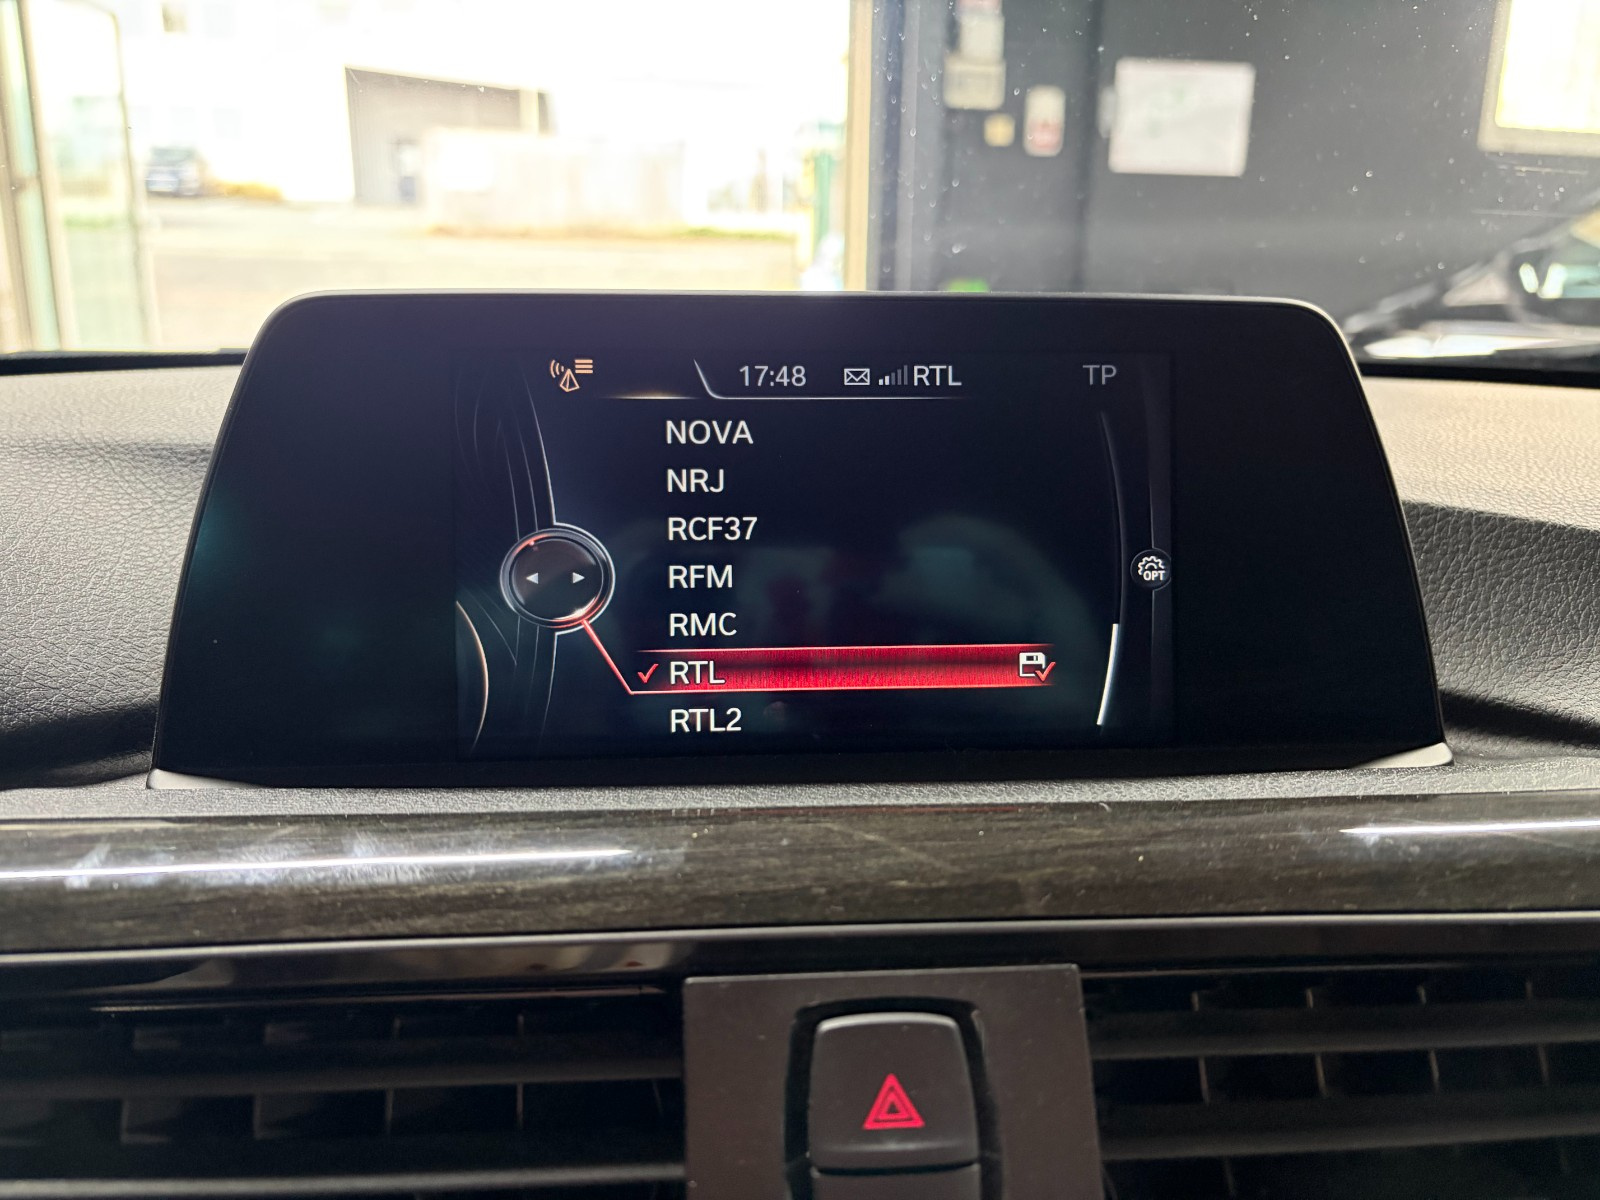 17:48 RTL TP
NOVA
NRJ
RCF37
RFM
RMC
RTL
RTL2
OPT